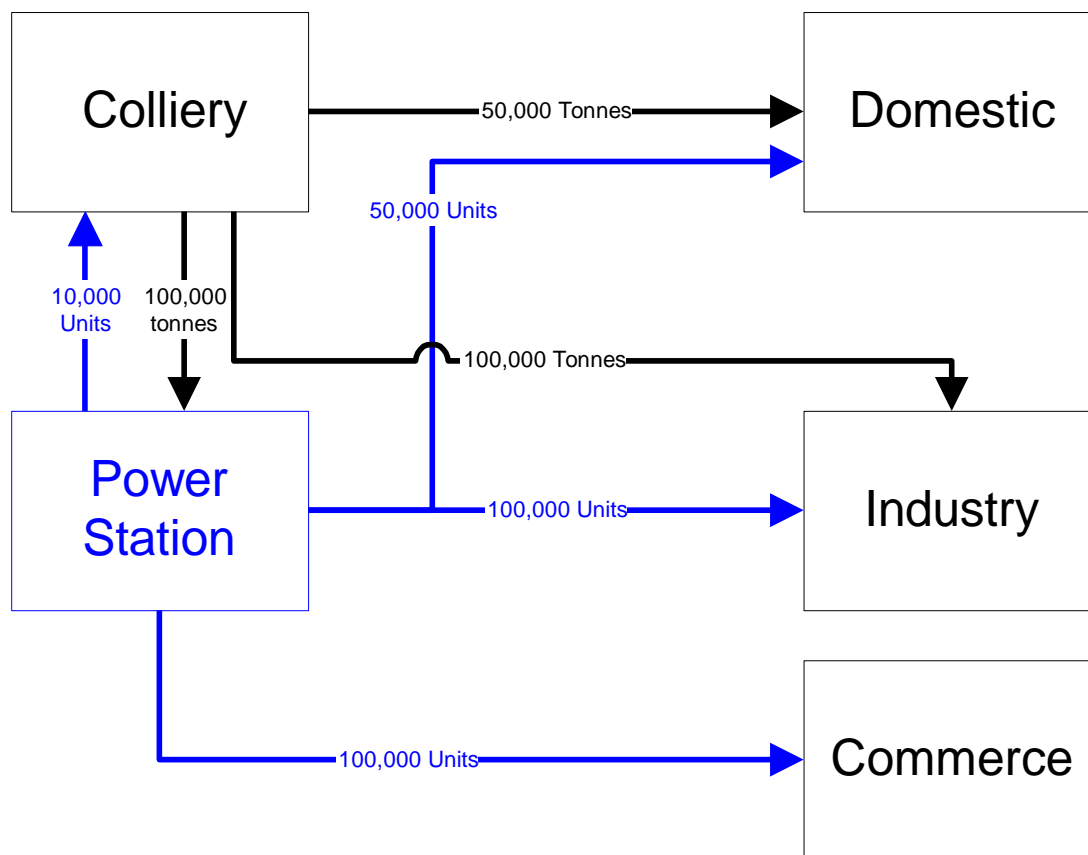 Colliery
50,000 Tonnes
Domestic
50,000 Units
10,000
Units
100,000
tonnes
100,000 Tonnes
Power
Station
100,000 Units
Industry
100,000 Units
Commerce